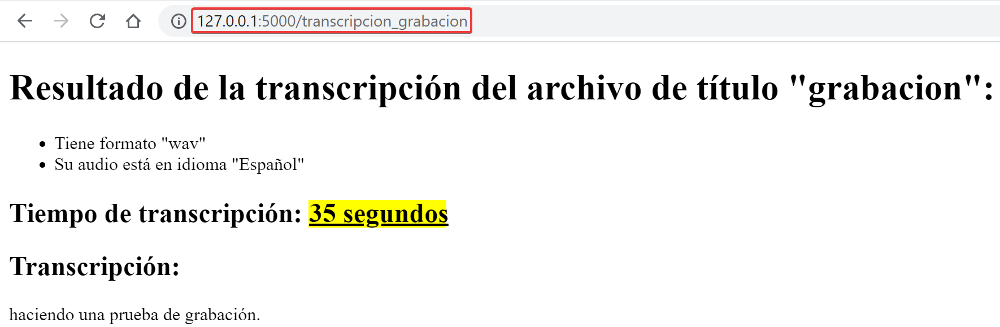 127.0.0.1:5000/transcripcion_grabacion
Resultado de la transcripción del archivo de título "grabacion":
• Tiene formato "wav"
• Su audio está en idioma "Español"
Tiempo de transcripción: 35 segundos
Transcripción:
haciendo una prueba de grabación.